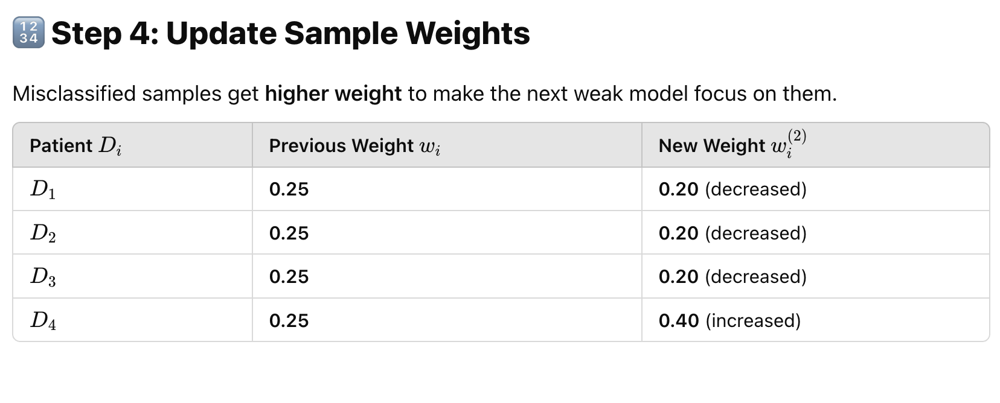 🔢 Step 4: Update Sample Weights
Misclassified samples get higher weight to make the next weak model focus on them.
Patient D_i Previous Weight w_i New Weight w_i^(2)
D_1 0.25 0.20 (decreased)
D_2 0.25 0.20 (decreased)
D_3 0.25 0.20 (decreased)
D_4 0.25 0.40 (increased)